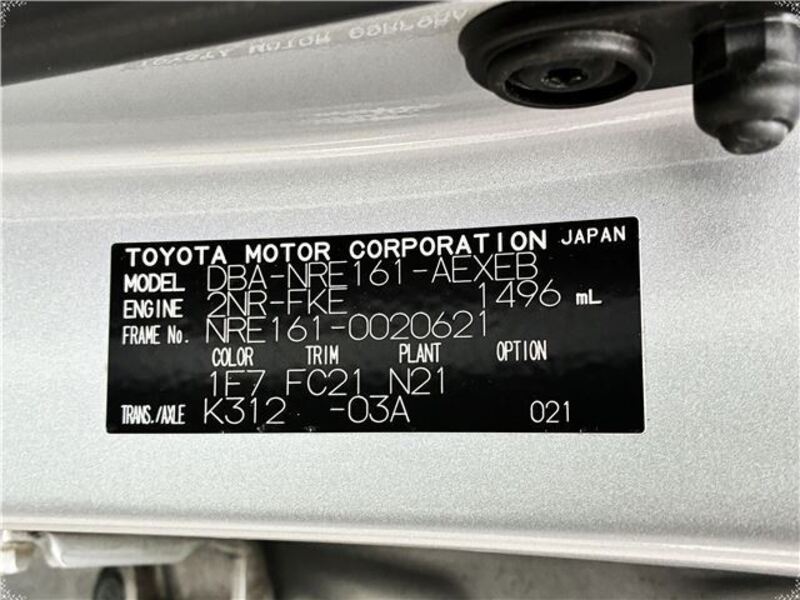 TOYOTA MOTOR CORPORATION JAPAN
MODEL DBA-NRE161-AEXEB
ENGINE 2NR-FKE 1496 mL
FRAME No. NRE161-0020621
COLOR TRIM PLANT OPTION
1E7 FC21 N21
TRANS./AXLE K312 -03A 021